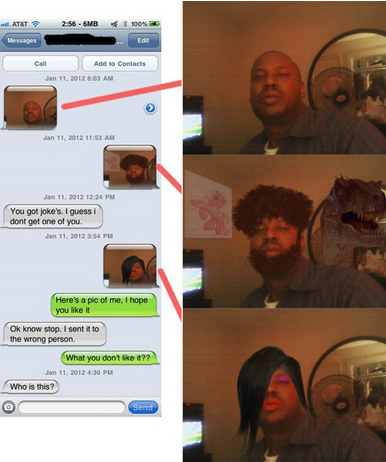 AT&T 2:56 - 6MB 100%
Messages .. Edit
Call Add to Contacts
Jan 11, 2012 8:03 AM
Jan 11, 2012 11:53 AM
Jan 11, 2012 12:24 PM
You got joke's. I guess i
dont get one of you.
Jan 11, 2012 3:54 PM
Here's a pic of me, I hope
you like it
Ok know stop. I sent it to
the wrong person.
What you don't like it??
Jan 11, 2012 4:30 PM
Who is this?
Send